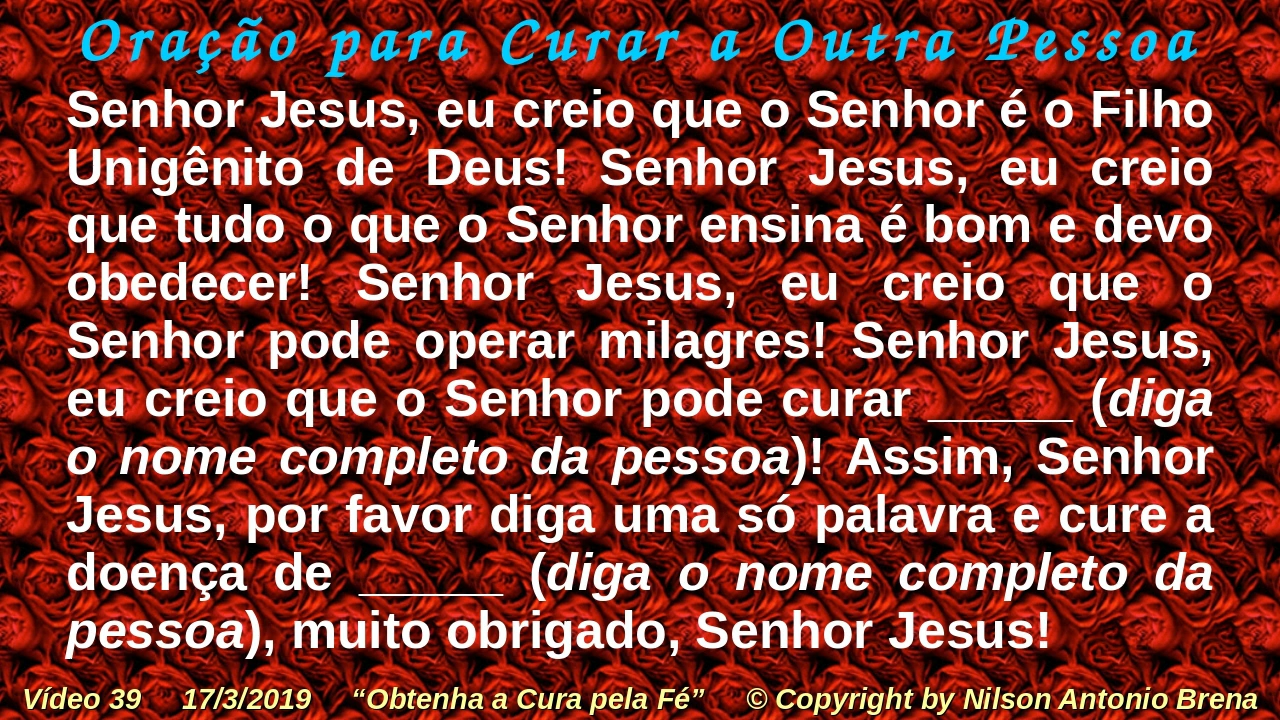 Oração para Curar a Outra Pessoa
Senhor Jesus, eu creio que o Senhor é o Filho
Unigênito de Deus! Senhor Jesus, eu creio
que tudo o que o Senhor ensina é bom e devo
obedecer! Senhor Jesus, eu creio que o
Senhor pode operar milagres! Senhor Jesus,
eu creio que o Senhor pode curar _____ (diga
o nome completo da pessoa)! Assim, Senhor
Jesus, por favor diga uma só palavra e cure a
doença de _____ (diga o nome completo da
pessoa), muito obrigado, Senhor Jesus!
Vídeo 39 17/3/2019 “Obtenha a Cura pela Fé” © Copyright by Nilson Antonio Brena